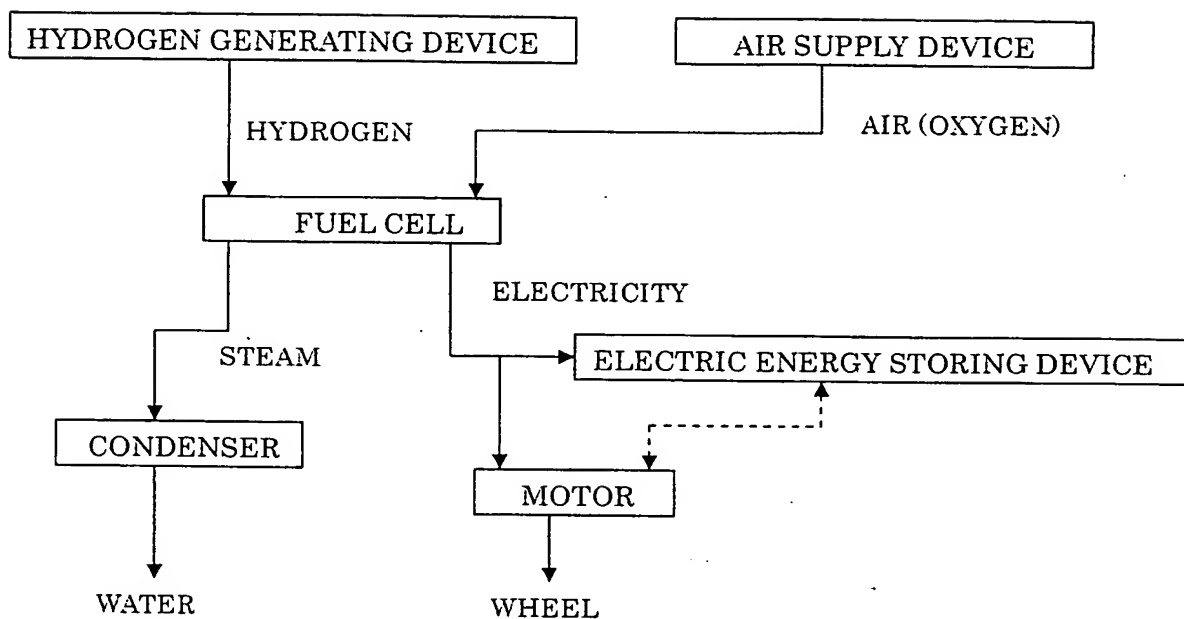 HYDROGEN GENERATING DEVICE
AIR SUPPLY DEVICE
HYDROGEN
AIR (OXYGEN)
FUEL CELL
ELECTRICITY
STEAM
ELECTRIC ENERGY STORING DEVICE
CONDENSER
MOTOR
WATER
WHEEL